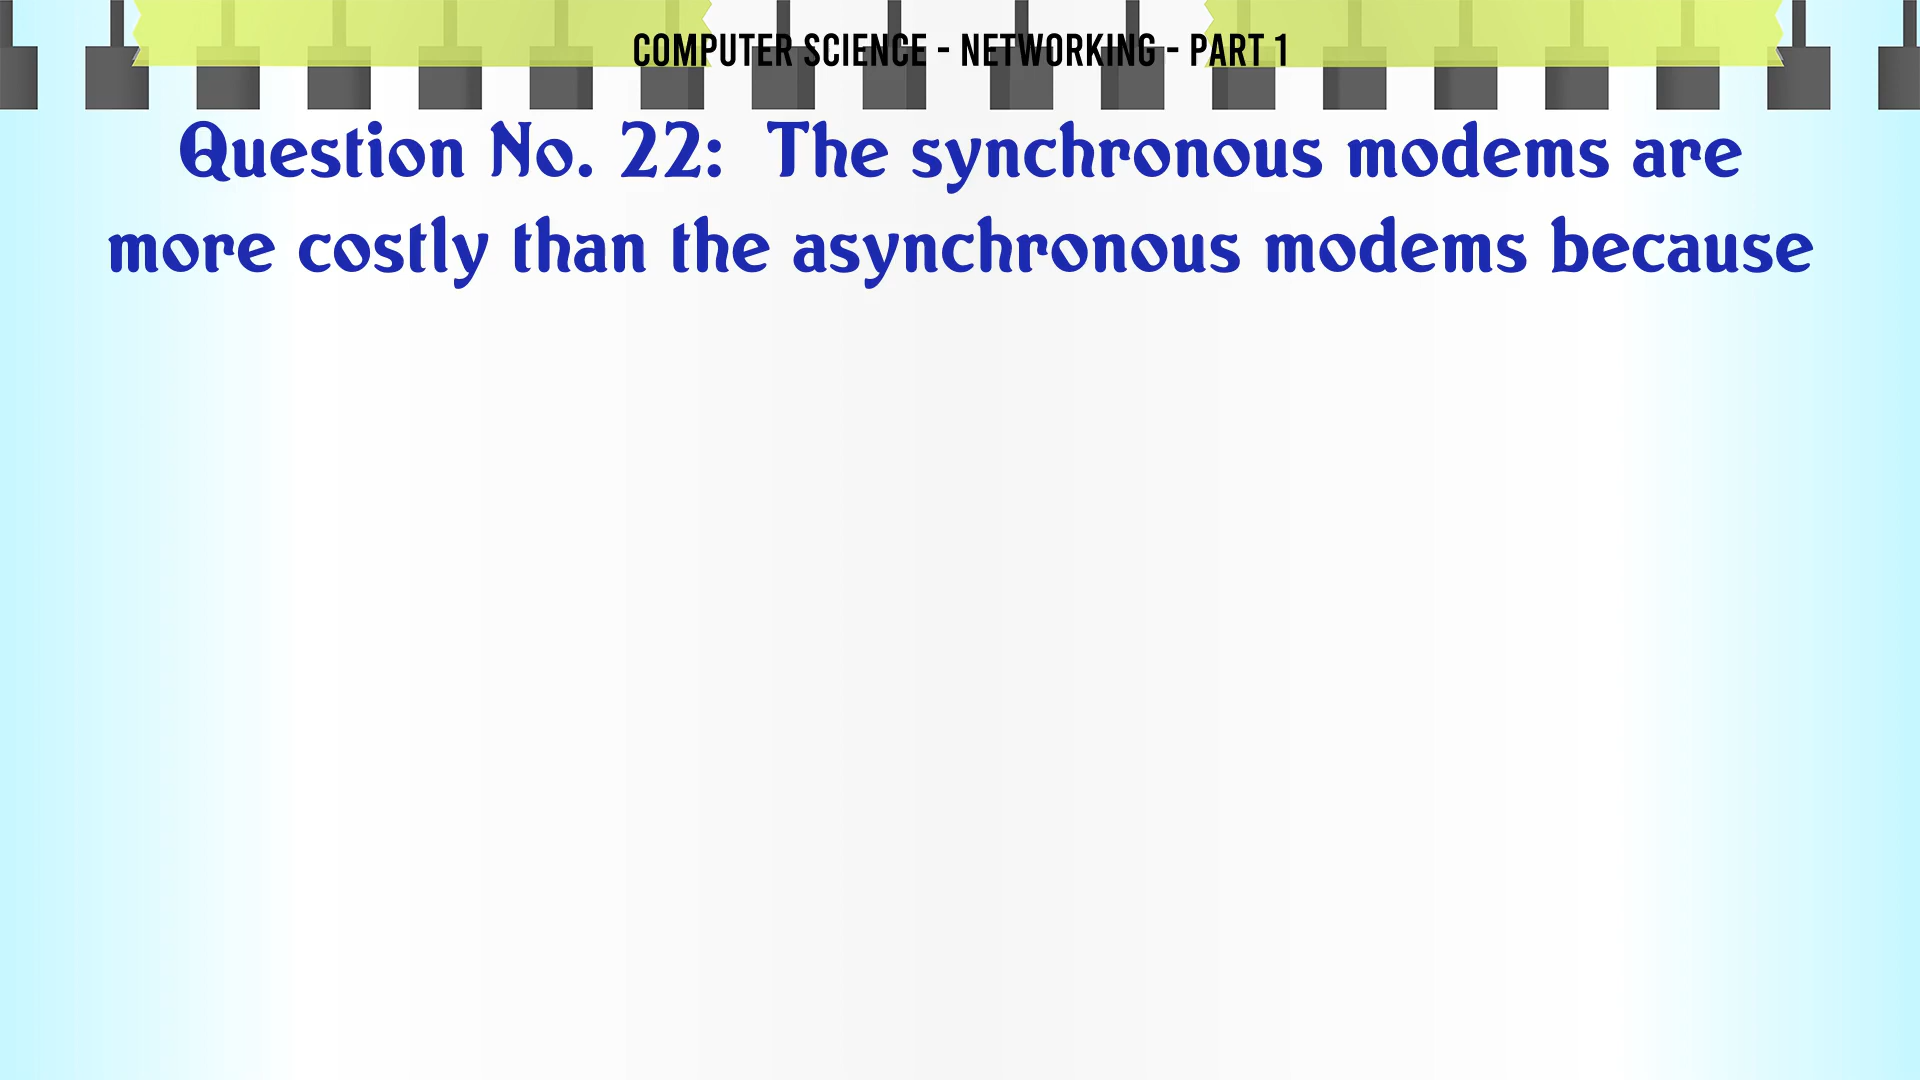 COMPUTER SCIENCE - NETWORKING - PART 1
Question No. 22: The synchronous modems are
more costly than the asynchronous modems because